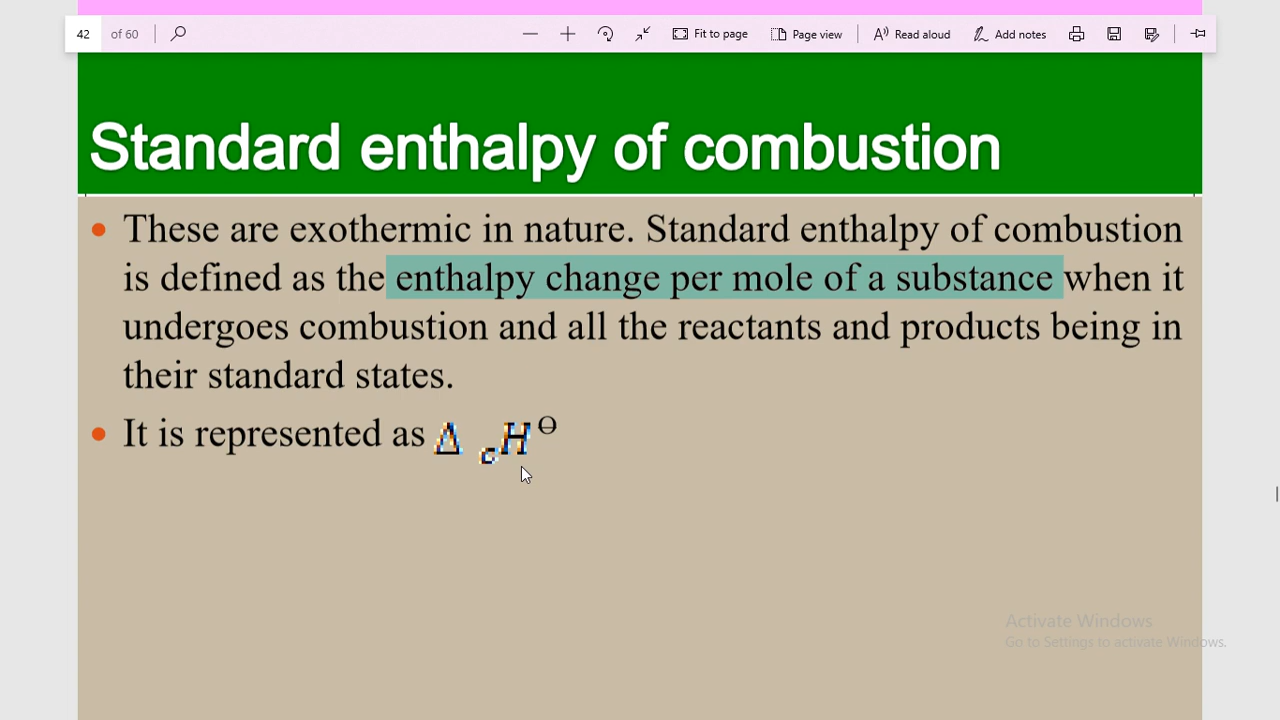 42 of 60 Fit to page Page view Read aloud Add notes
Standard enthalpy of combustion
• These are exothermic in nature. Standard enthalpy of combustion
is defined as the enthalpy change per mole of a substance when it
undergoes combustion and all the reactants and products being in
their standard states.
• It is represented as Δ cH⊖
Activate Windows
Go to Settings to activate Windows.